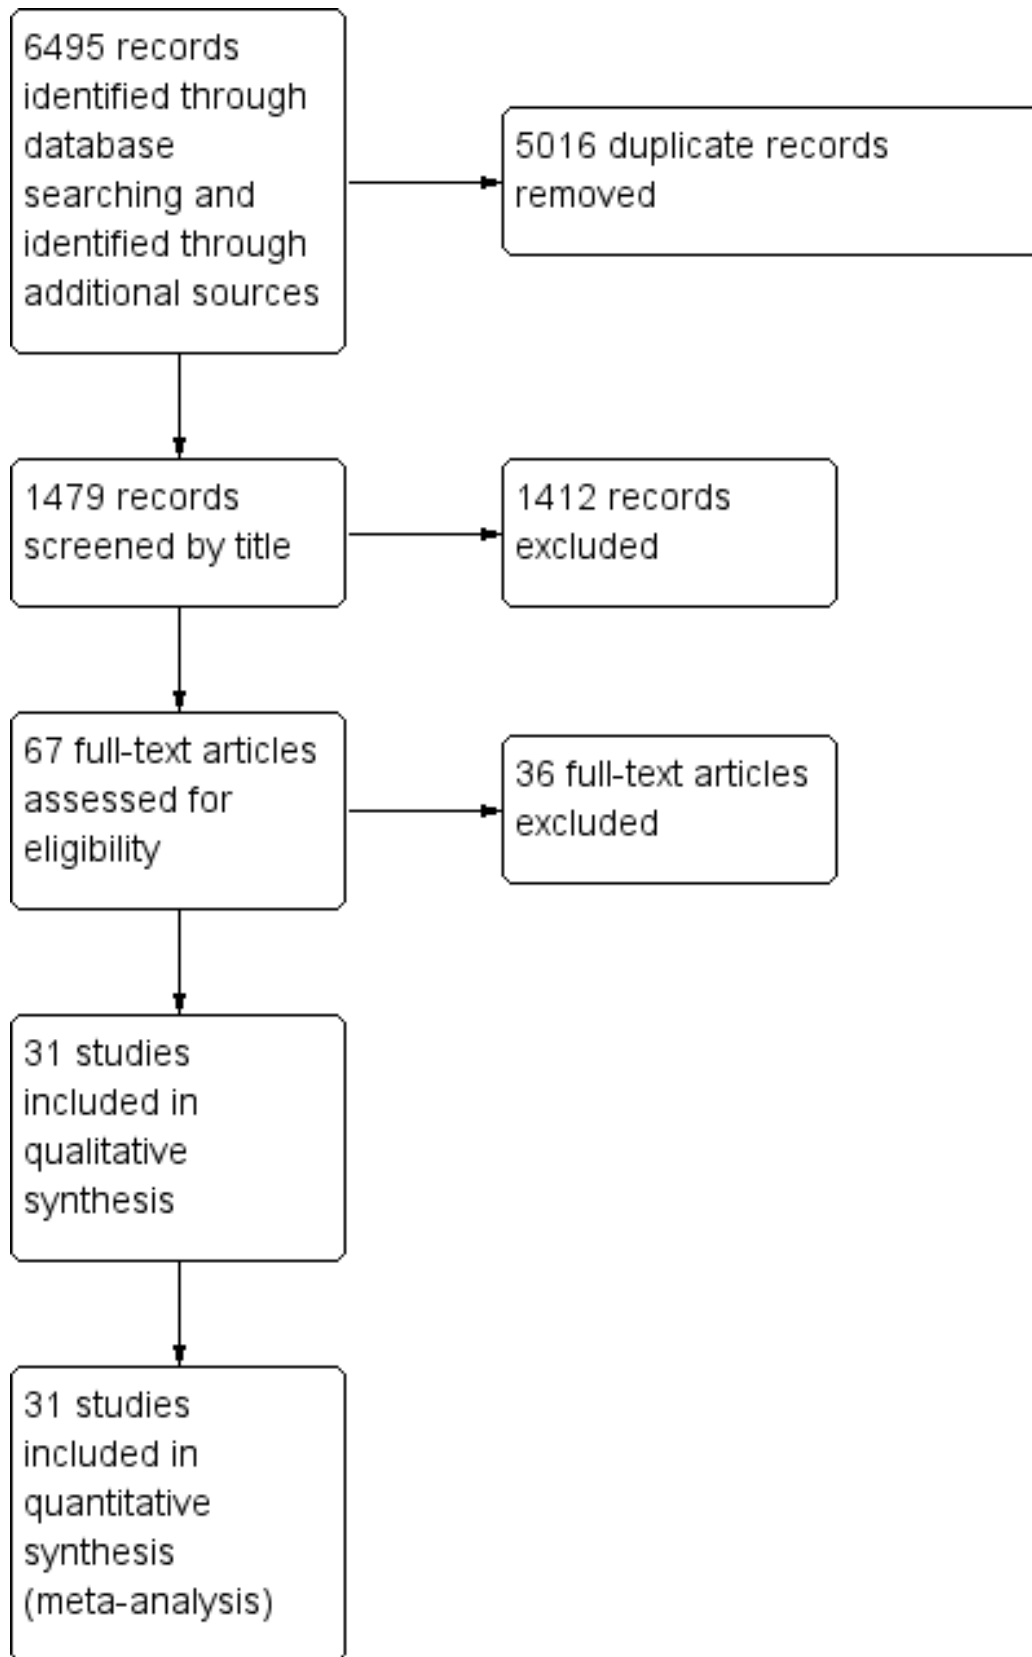 6495 records
identified through
database
searching and
identified through
additional sources
5016 duplicate records
removed
1479 records
screened by title
1412 records
excluded
67 full-text articles
assessed for
eligibility
36 full-text articles
excluded
31 studies
included in
qualitative
synthesis
31 studies
included in
quantitative
synthesis
(meta-analysis)